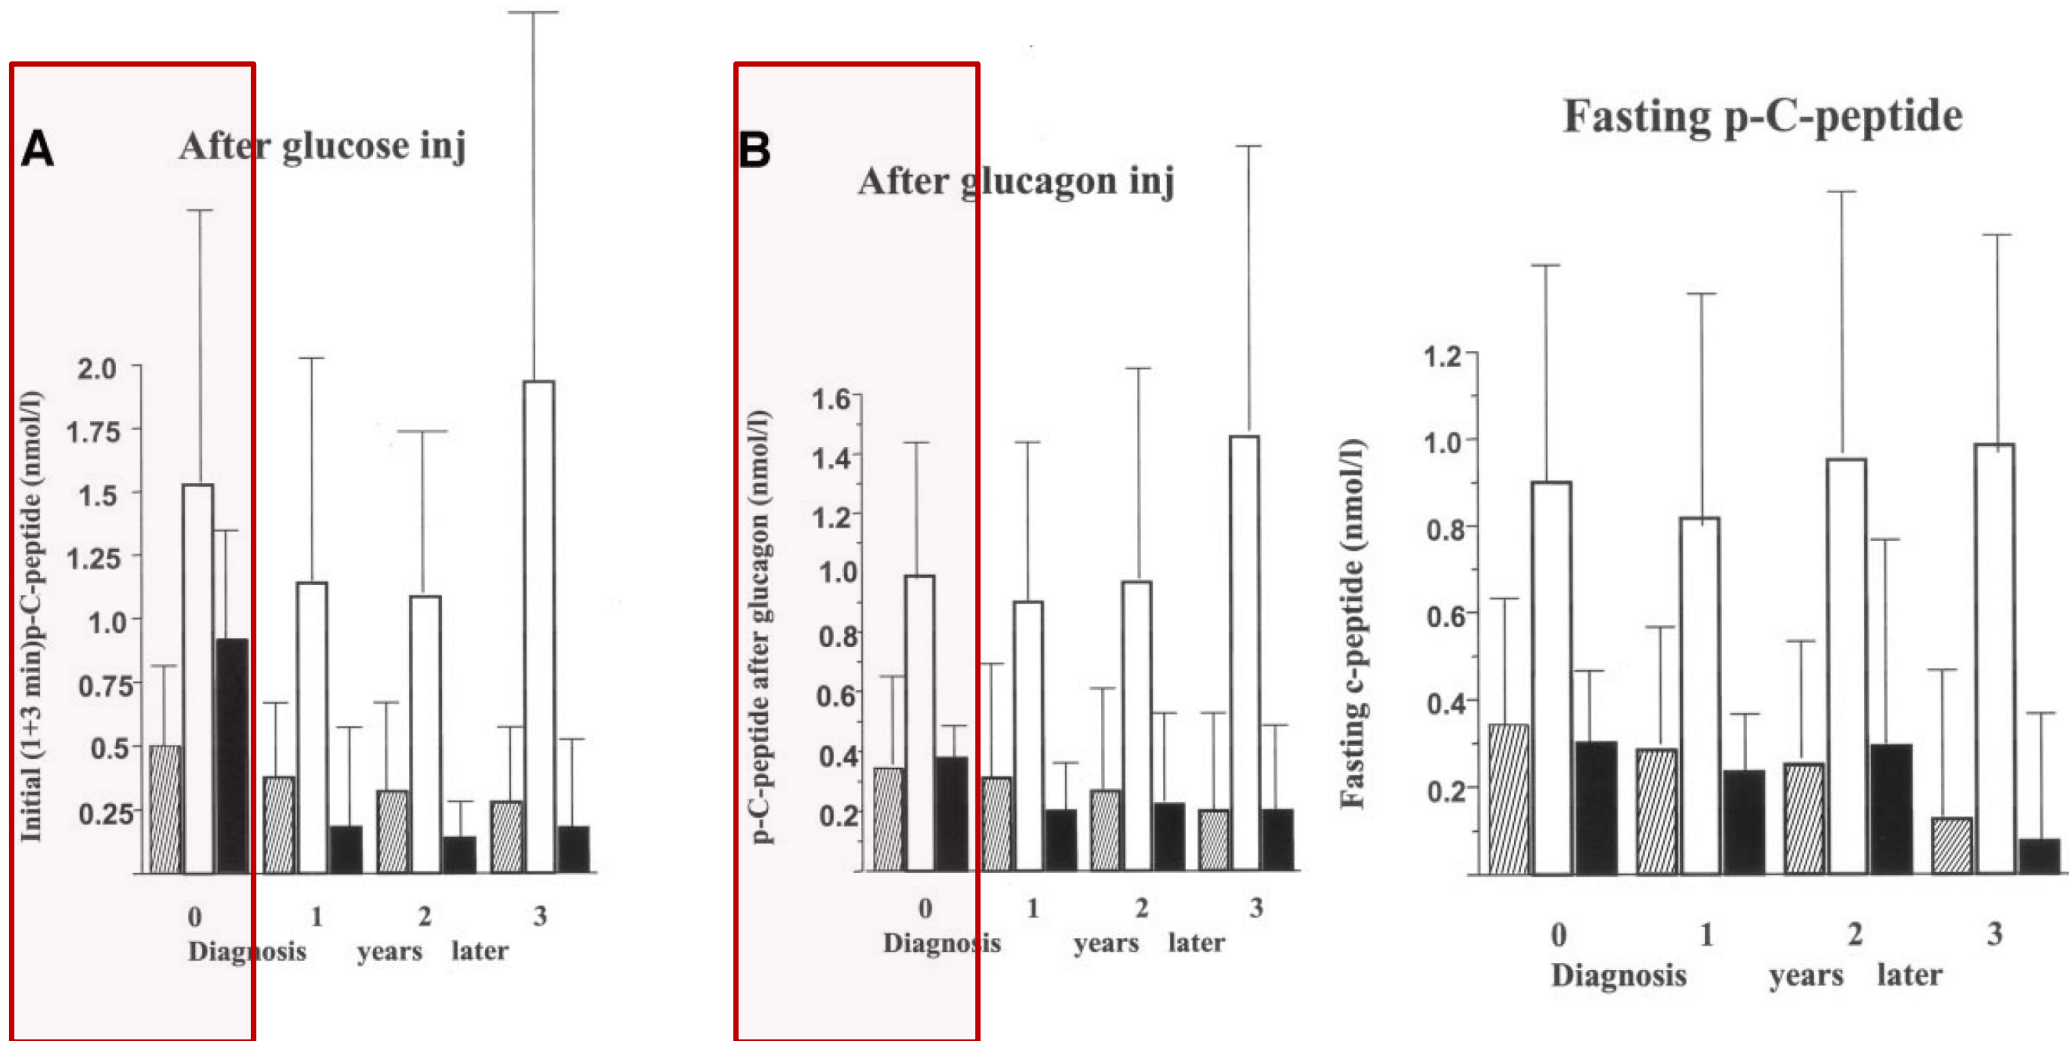 A
After glucose inj
Initial (1+3 min)p-C-peptide (nmol/l)
2.0
1.75
1.5
1.25
1.0
0.75
0.5
0.25
0 1 2 3
Diagnosis years later
B
After glucagon inj
p-C-peptide after glucagon (nmol/l)
1.6
1.4
1.2
1.0
0.8
0.6
0.4
0.2
0 1 2 3
Diagnosis years later
Fasting p-C-peptide
Fasting c-peptide (nmol/l)
1.2
1.0
0.8
0.6
0.4
0.2
0 1 2 3
Diagnosis years later